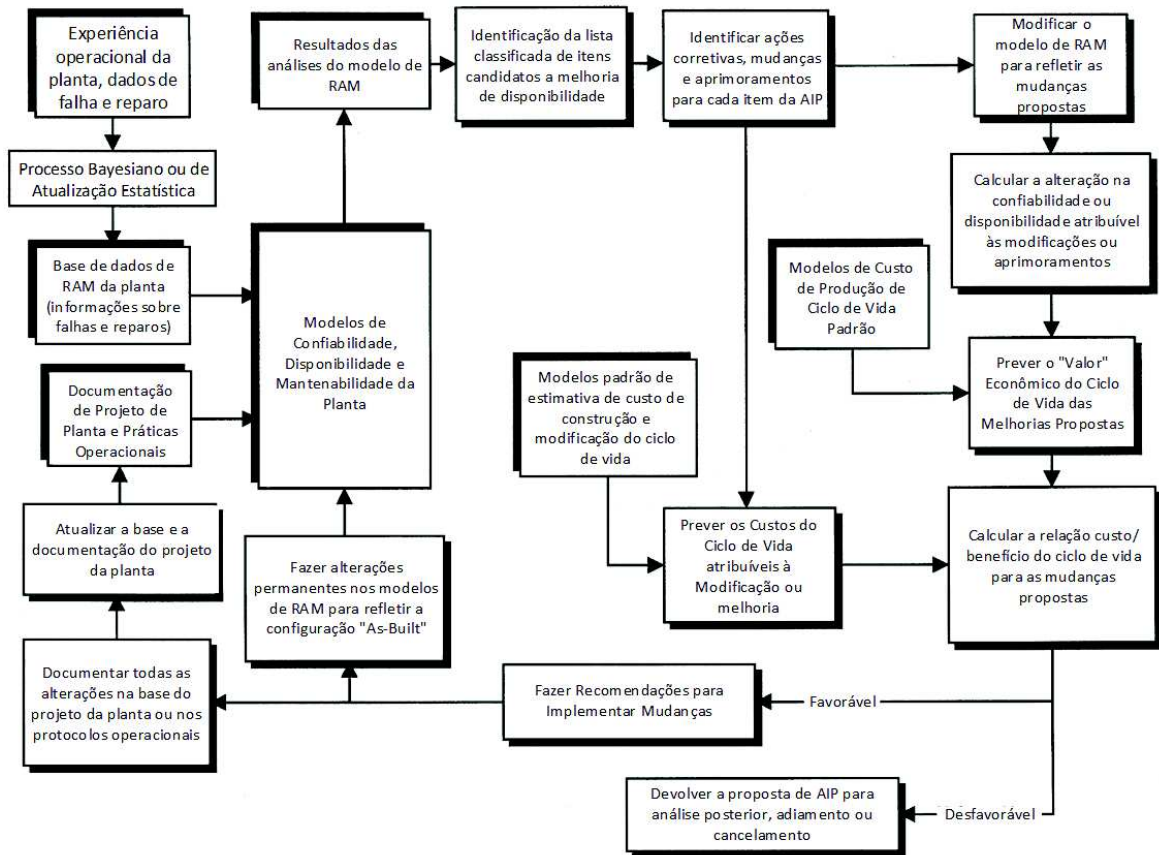 Experiência
operacional da
planta, dados de
falha e reparo
Processo Bayesiano ou de
Atualização Estatística
Base de dados de
RAM da planta
(informações sobre
falhas e reparos)
Documentação
de Projeto de
Planta e Práticas
Operacionais
Atualizar a base e a
documentação do projeto
da planta
Documentar todas as
alterações na base do
projeto da planta ou nos
protocolos operacionais
Resultados das
análises do modelo de
RAM
Modelos de
Confiabilidade,
Disponibilidade e
Mantenabilidade da
Planta
Fazer alterações
permanentes nos modelos
de RAM para refletir a
configuração "As-Built"
Identificação da lista
classificada de itens
candidatos a melhoria
de disponibilidade
Identificar ações
corretivas, mudanças
e aprimoramentos
para cada item da AIP
Modificar o
modelo de RAM
para refletir as
mudanças
propostas
Calcular a alteração na
confiabilidade ou
disponibilidade atribuível
às modificações ou
aprimoramentos
Modelos de Custo
de Produção de
Ciclo de Vida
Padrão
Prever o "Valor"
Econômico do Ciclo
de Vida das
Melhorias Propostas
Modelos padrão de
estimativa de custo de
construção e
modificação do ciclo
de vida
Prever os Custos do
Ciclo de Vida
atribuíveis à
Modificação ou
melhoria
Calcular a relação custo/
benefício do ciclo de vida
para as mudanças
propostas
Fazer Recomendações para
Implementar Mudanças
Favorável
Devolver a proposta de AIP para
análise posterior, adiamento ou
cancelamento
Desfavorável